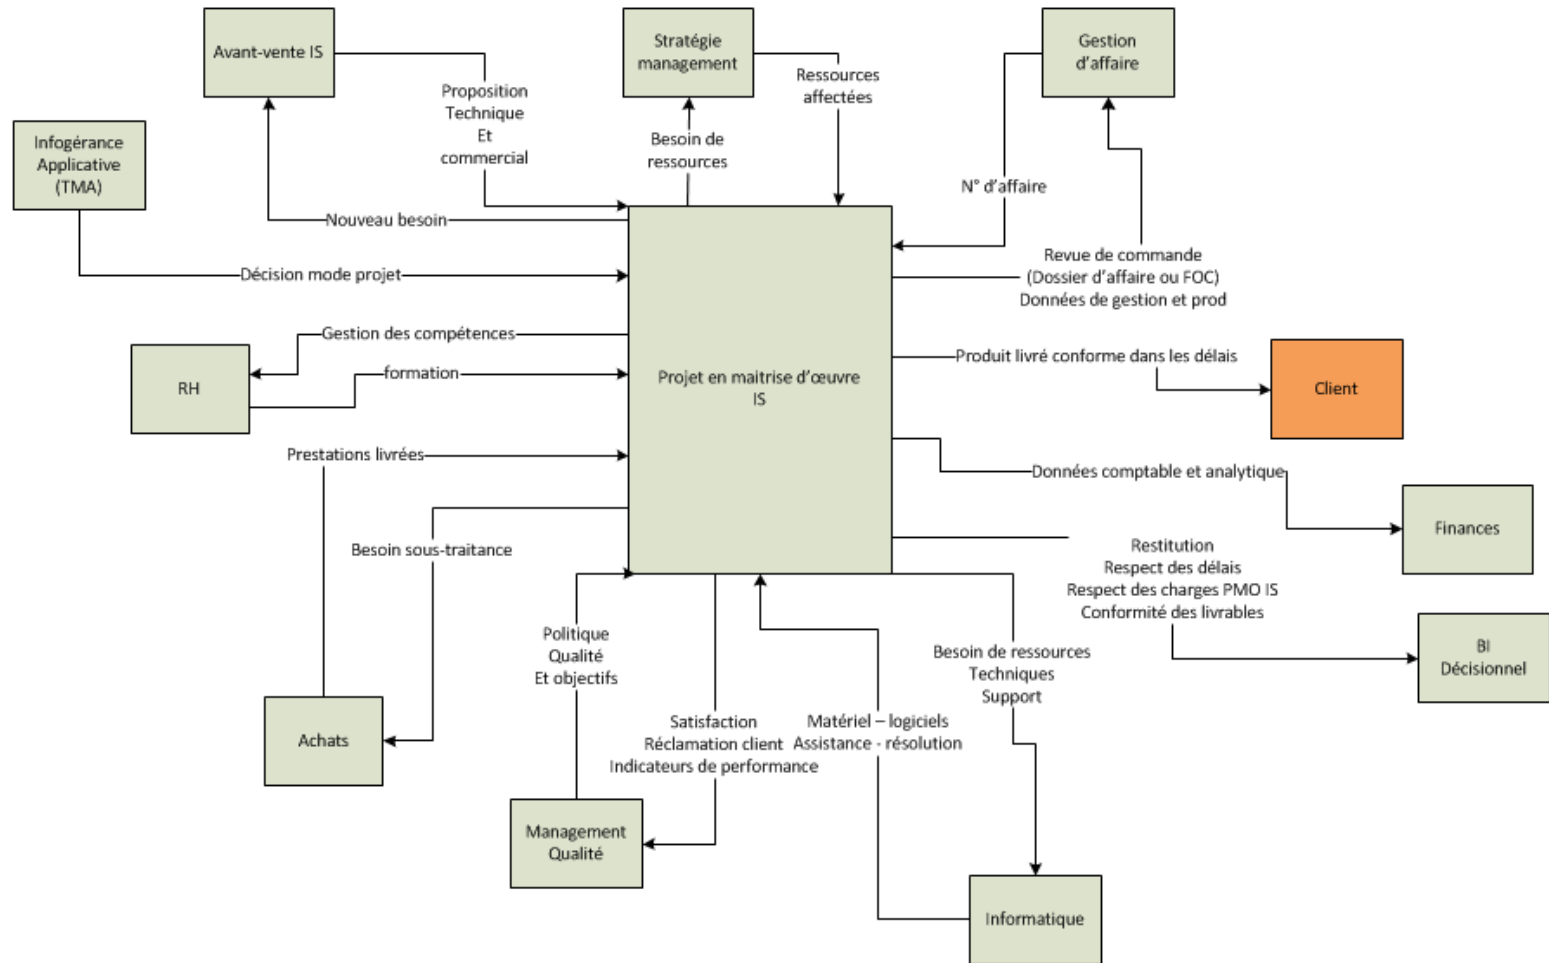 Avant-vente IS
Stratégie
management
Gestion
d'affaire
Proposition
Technique
Et
commercial
Ressources
affectées
Besoin de
ressources
Infogérance
Applicative
(TMA)
N° d'affaire
Nouveau besoin
Décision mode projet
Revue de commande
(Dossier d'affaire ou FOC)
Données de gestion et prod
Gestion des compétences
formation
RH
Projet en maitrise d'œuvre
IS
Produit livré conforme dans les délais
Client
Prestations livrées
Données comptable et analytique
Finances
Besoin sous-traitance
Restitution
Respect des délais
Respect des charges PMO IS
Conformité des livrables
BI
Décisionnel
Politique
Qualité
Et objectifs
Besoin de ressources
Techniques
Support
Achats
Satisfaction
Réclamation client
Indicateurs de performance
Matériel – logiciels
Assistance - résolution
Management
Qualité
Informatique